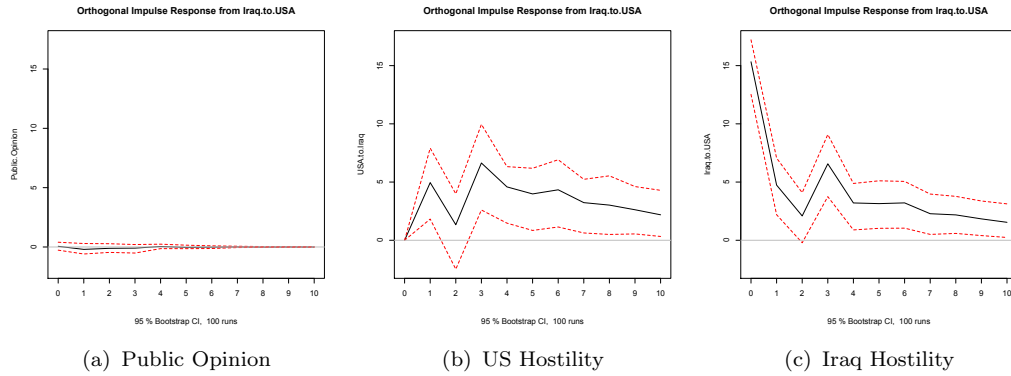 Orthogonal Impulse Response from Iraq.to.USA
Public.Opinion
15
10
5
0
0 1 2 3 4 5 6 7 8 9 10
95 % Bootstrap CI, 100 runs
(a) Public Opinion
Orthogonal Impulse Response from Iraq.to.USA
USA.to.Iraq
15
10
5
0
0 1 2 3 4 5 6 7 8 9 10
95 % Bootstrap CI, 100 runs
(b) US Hostility
Orthogonal Impulse Response from Iraq.to.USA
Iraq.to.USA
15
10
5
0
0 1 2 3 4 5 6 7 8 9 10
95 % Bootstrap CI, 100 runs
(c) Iraq Hostility